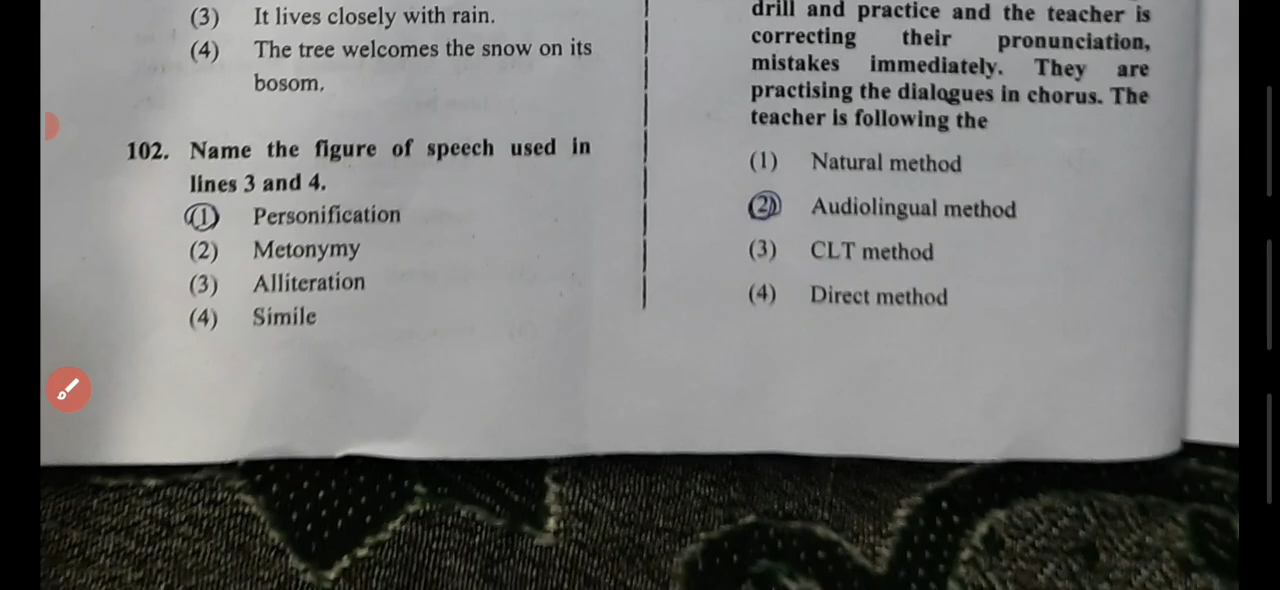 (3) It lives closely with rain.
(4) The tree welcomes the snow on its
bosom.
102. Name the figure of speech used in
lines 3 and 4.
(1) Personification
(2) Metonymy
(3) Alliteration
(4) Simile
drill and practice and the teacher is
correcting their pronunciation,
mistakes immediately. They are
practising the dialogues in chorus. The
teacher is following the
(1) Natural method
(2) Audiolingual method
(3) CLT method
(4) Direct method